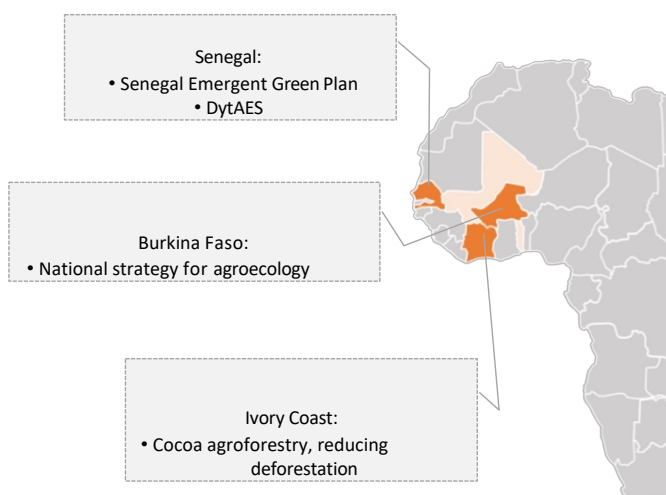 Senegal:
• Senegal Emergent Green Plan
• DytAES
Burkina Faso:
• National strategy for agroecology
Ivory Coast:
• Cocoa agroforestry, reducing
deforestation